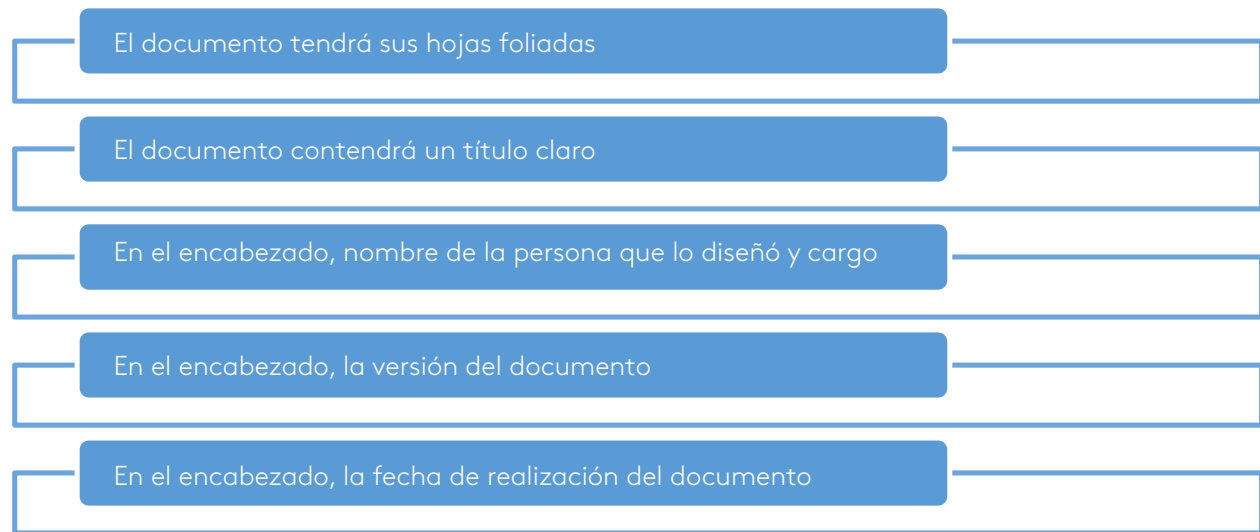 El documento tendrá sus hojas foliadas
El documento contendrá un título claro
En el encabezado, nombre de la persona que lo diseñó y cargo
En el encabezado, la versión del documento
En el encabezado, la fecha de realización del documento